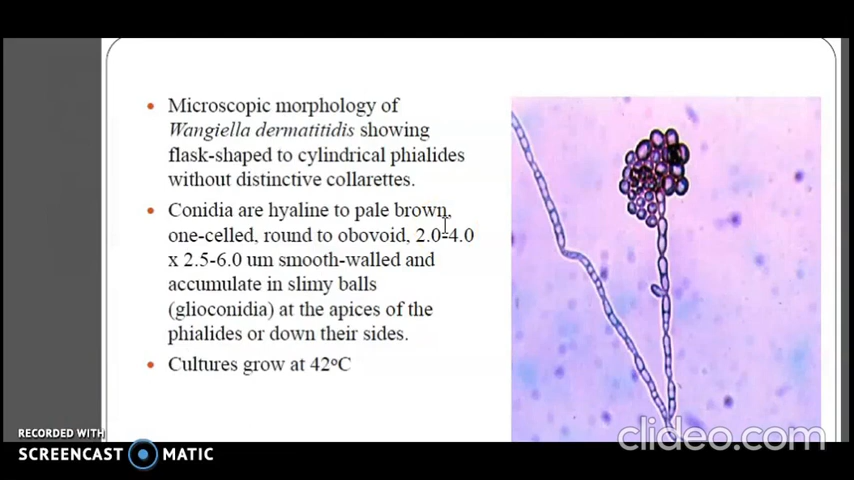 Microscopic morphology of
Wangiella dermatitidis showing
flask-shaped to cylindrical phialides
without distinctive collarettes.
Conidia are hyaline to pale brown,
one-celled, round to obovoid, 2.0-4.0
x 2.5-6.0 um smooth-walled and
accumulate in slimy balls
(glioconidia) at the apices of the
phialides or down their sides.
Cultures grow at 42ºC
clideo.com
RECORDED WITH
SCREENCAST MATIC